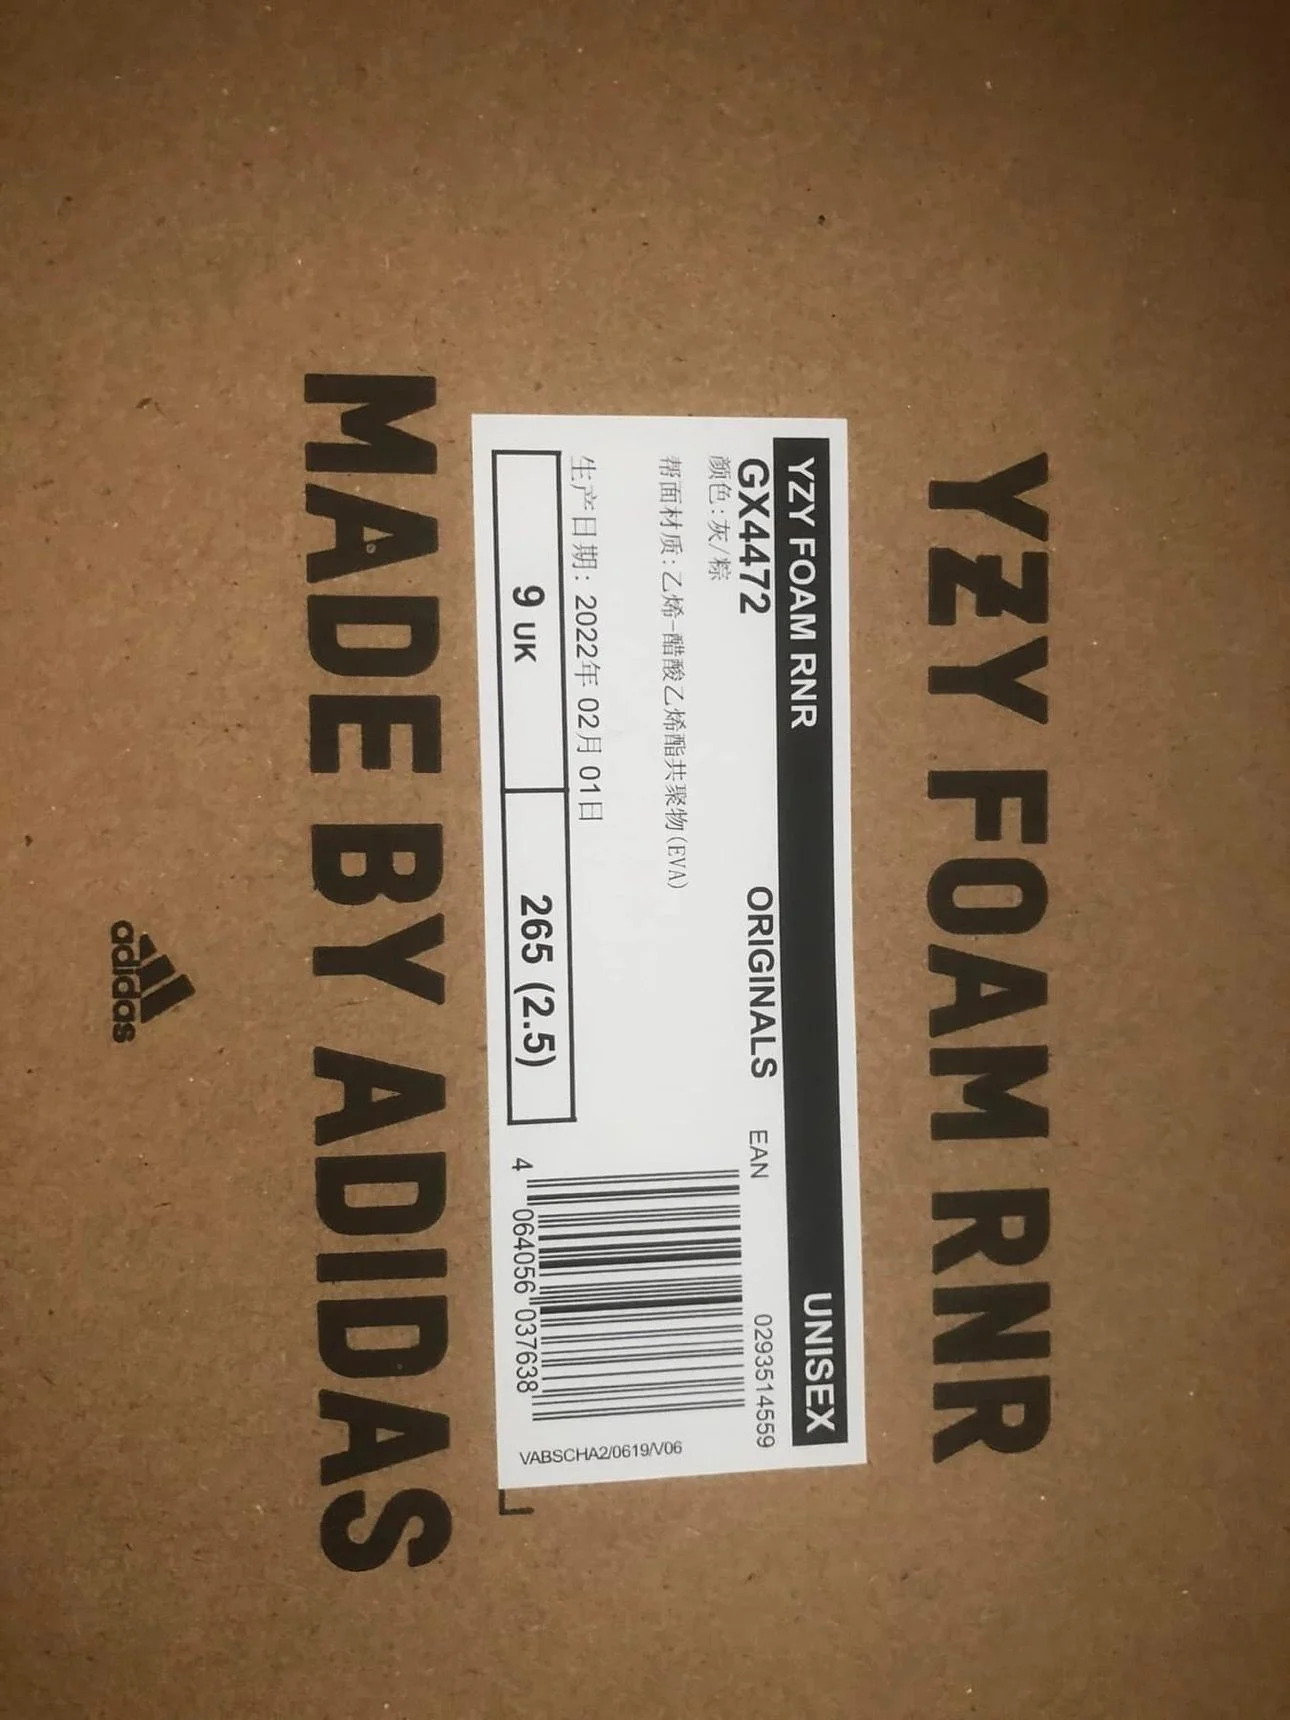 YZY FOAM RNR
YZY FOAM RNR UNISEX
GX4472 ORIGINALS EAN 0293514559
颜色:灰/棕
帮面材质:乙烯-醋酸乙烯酯共聚物(EVA)
生产日期: 2022年 02月 01日
9 UK 265 (2.5)
4 064056 037638
VABSCHA2/0619/V06
MADE BY ADIDAS
adidas